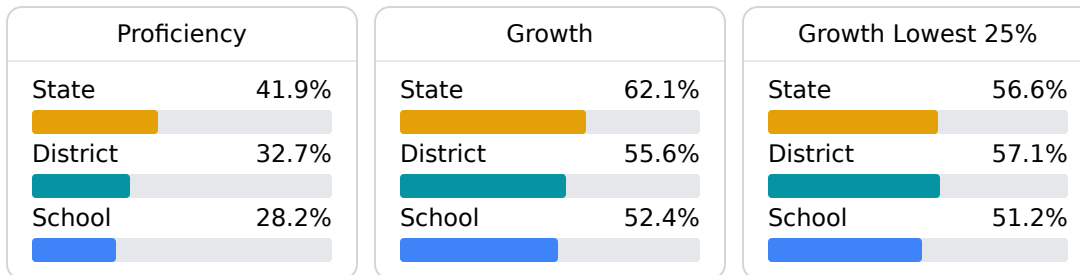 Proficiency
State 41.9%
District 32.7%
School 28.2%
Growth
State 62.1%
District 55.6%
School 52.4%
Growth Lowest 25%
State 56.6%
District 57.1%
School 51.2%